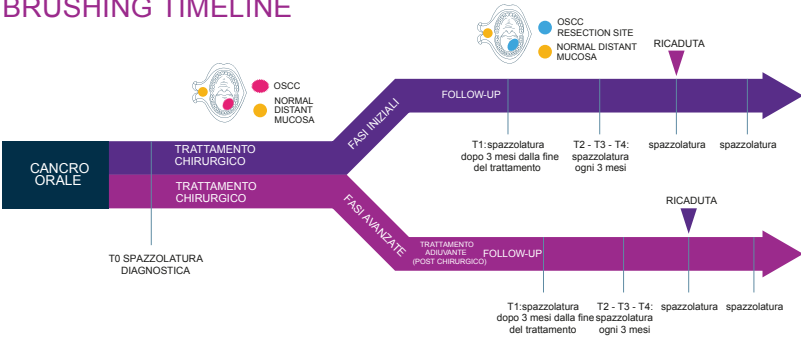 BRUSHING TIMELINE
OSCC
RESECTION SITE
NORMAL DISTANT
MUCOSA
RICADUTA
OSCC
NORMAL
DISTANT
MUCOSA
FOLLOW-UP
FASI INIZIALI
T1:spazzolatura
dopo 3 mesi dalla fine
del trattamento
T2 - T3 - T4:
spazzolatura
ogni 3 mesi
spazzolatura
spazzolatura
CANCRO
ORALE
TRATTAMENTO
CHIRURGICO
TRATTAMENTO
CHIRURGICO
T0 SPAZZOLATURA
DIAGNOSTICA
FASI AVANZATE
RICADUTA
TRATTAMENTO
ADIUVANTE
(POST CHIRURGICO)
FOLLOW-UP
T1:spazzolatura
dopo 3 mesi dalla fine
del trattamento
T2 - T3 - T4:
spazzolatura
ogni 3 mesi
spazzolatura
spazzolatura